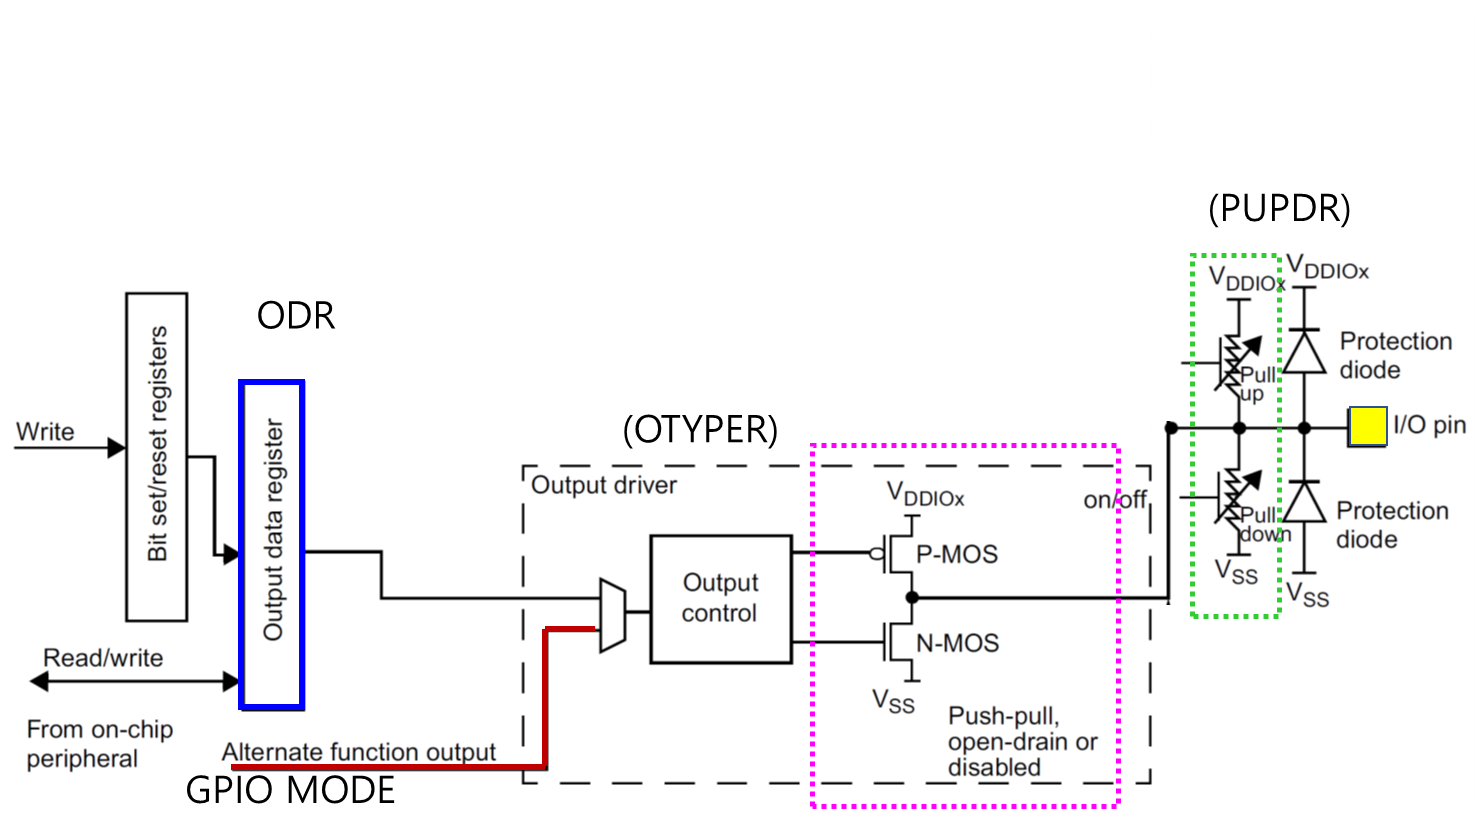 (PUPDR)
VDDIOx
VDDIOx
ODR
Bit set/reset registers
Protection
diode
Pull
up
Write
Output data register
(OTYPER)
I/O pin
Output driver
VDDIOx
on/off
Pull
down
Protection
diode
P-MOS
VSS
VSS
Output
control
N-MOS
Read/write
VSS
From on-chip
peripheral
Push-pull,
open-drain or
disabled
Alternate function output
GPIO MODE